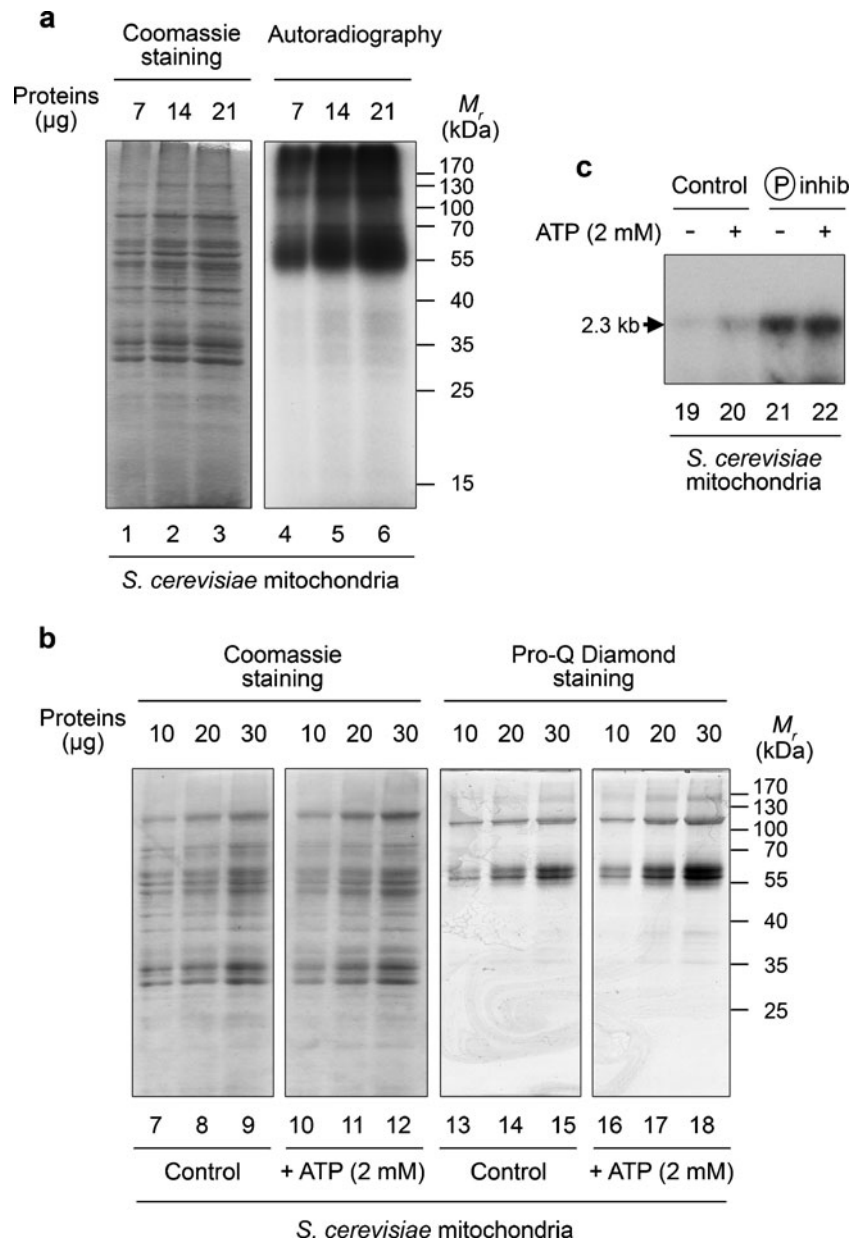 a
Coomassie staining
Autoradiography
Proteins (µg)
7 14 21
7 14 21
Mr (kDa)
170
130
100
70
55
40
35
25
15
1 2 3
4 5 6
S. cerevisiae mitochondria
c
Control
P inhib
ATP (2 mM)
- + - +
2.3 kb
19 20 21 22
S. cerevisiae
mitochondria
b
Coomassie
staining
Pro-Q Diamond
staining
Proteins
(µg)
10 20 30
10 20 30
10 20 30
10 20 30
Mr
(kDa)
170
130
100
70
55
40
35
25
7 8 9
10 11 12
13 14 15
16 17 18
Control
+ ATP (2 mM)
Control
+ ATP (2 mM)
S. cerevisiae mitochondria